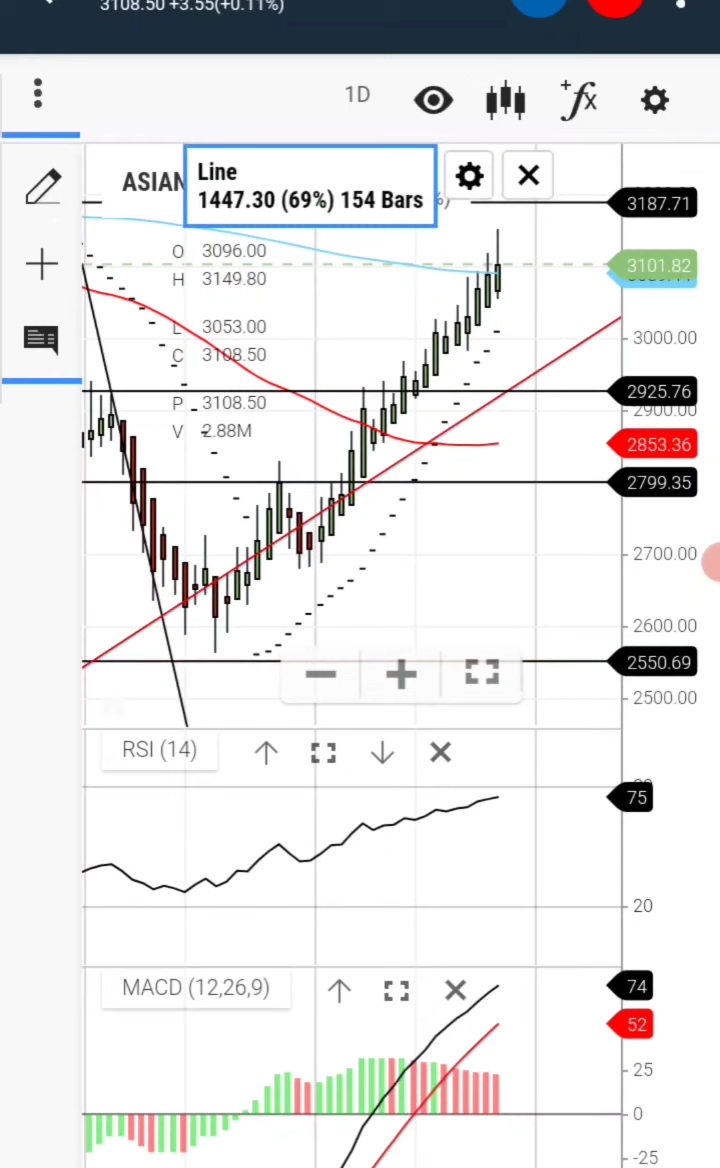 3108.50 +3.55(+0.11%)
1D
+fx
Line
1447.30 (69%) 154 Bars
ASIAN
%)
3187.71
O 3096.00
3101.82
H 3149.80
L 3053.00
3000.00
C 3108.50
2925.76
P 3108.50
2900.00
V 2.88M
2853.36
2799.35
2700.00
2600.00
2550.69
2500.00
RSI (14)
75
20
MACD (12,26,9)
74
52
25
0
-25